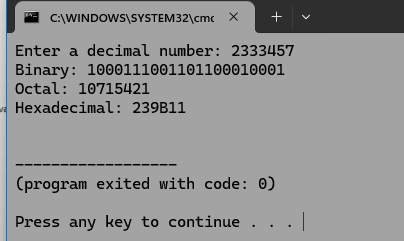 C:\WINDOWS\SYSTEM32\cmc
Enter a decimal number: 2333457
Binary: 1000111001101100010001
Octal: 10715421
Hexadecimal: 239B11
------------------
(program exited with code: 0)
Press any key to continue . . .